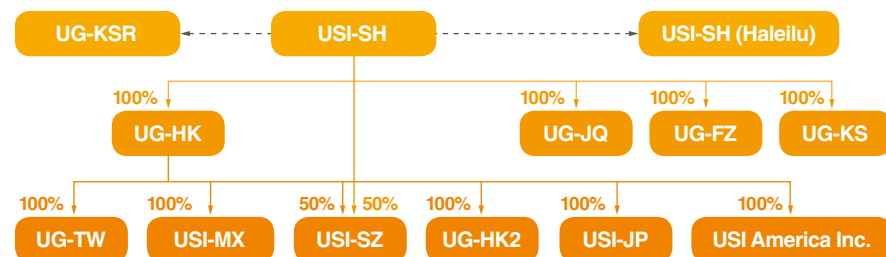 UG-KSR USI-SH USI-SH (Haleilu)
100% 100% 100% 100%
UG-HK UG-JQ UG-FZ UG-KS
100% 100% 50% 50% 100% 100% 100%
UG-TW USI-MX USI-SZ UG-HK2 USI-JP USI America Inc.